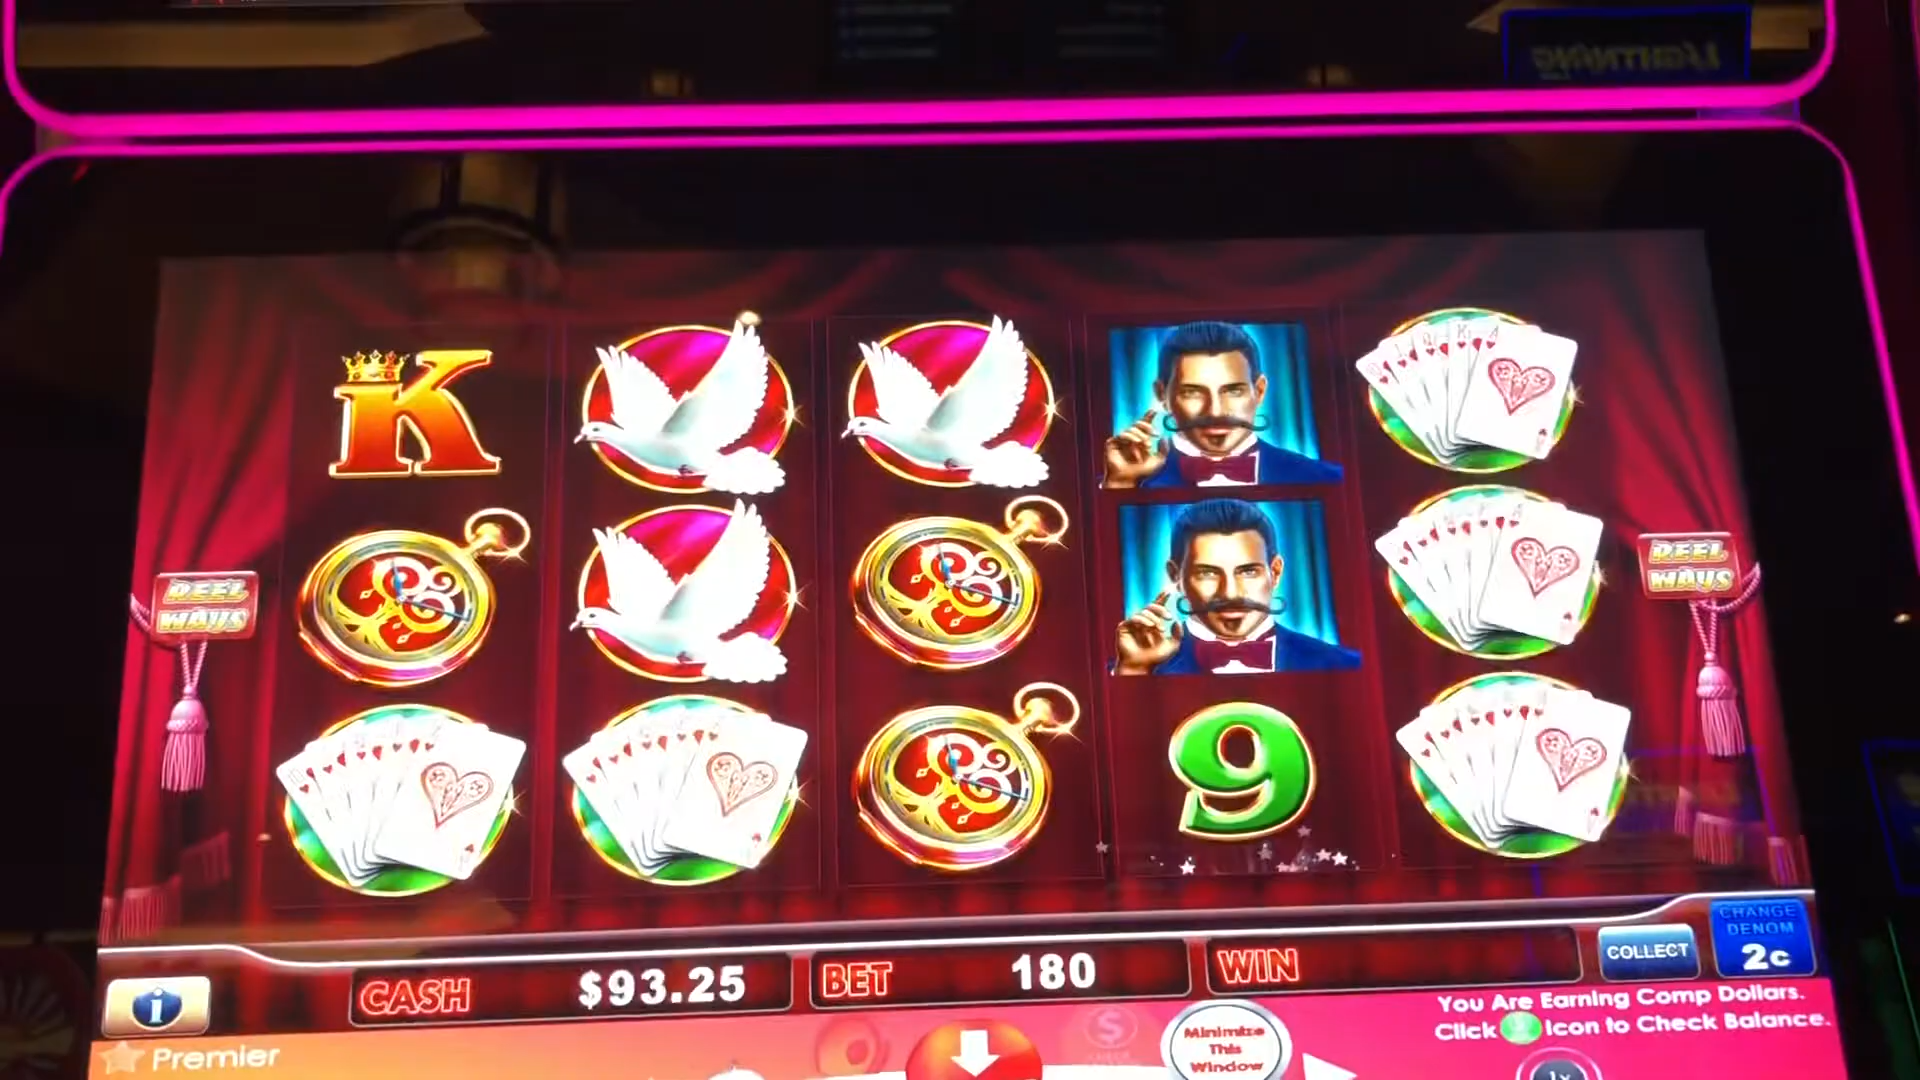 K
REEL
WAYS
REEL
WAYS
9
CASH $93.25
BET 180
WIN
COLLECT
CHANGE
DENOM
2c
i
You Are Earning Comp Dollars.
Click Icon to Check Balance.
Premier
$
Minimize
This
Window
1x